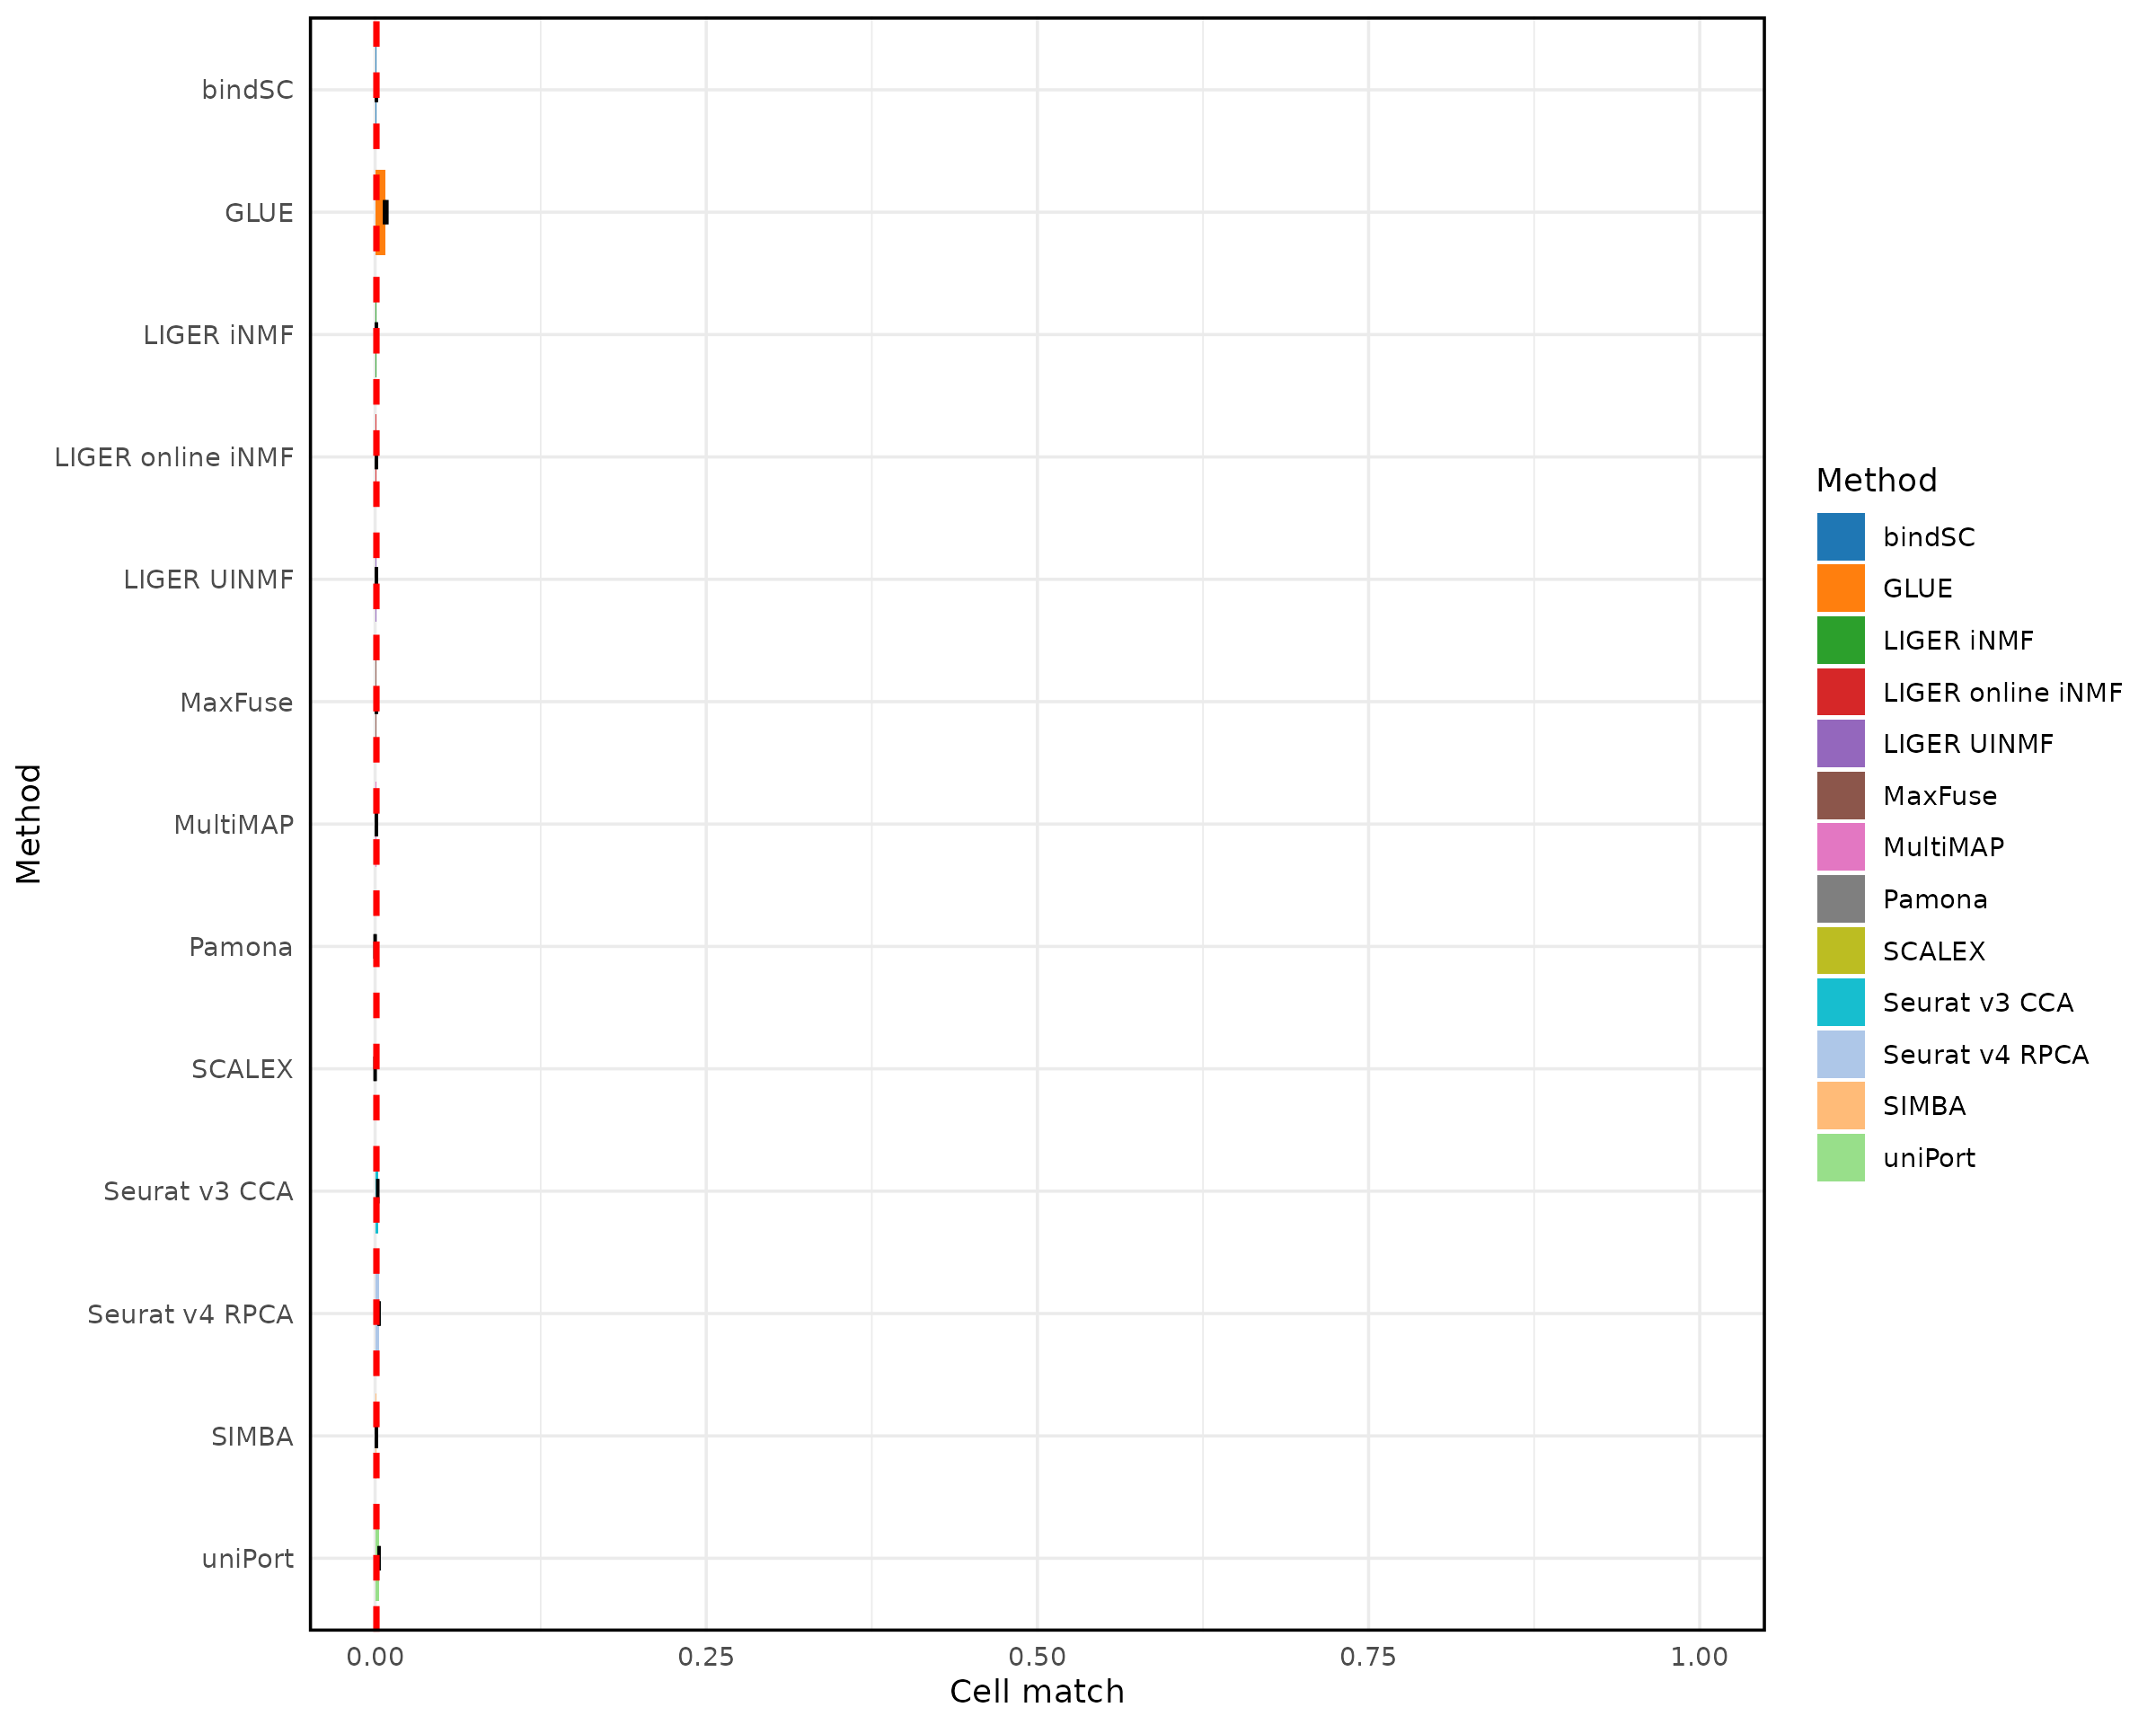 bindSC
GLUE
LIGER iNMF
LIGER online iNMF
LIGER UINMF
MaxFuse
MultiMAP
Pamona
SCALEX
Seurat v3 CCA
Seurat v4 RPCA
SIMBA
uniPort
Method
0.00 0.25 0.50 0.75 1.00
Cell match
Method
bindSC
GLUE
LIGER iNMF
LIGER online iNMF
LIGER UINMF
MaxFuse
MultiMAP
Pamona
SCALEX
Seurat v3 CCA
Seurat v4 RPCA
SIMBA
uniPort